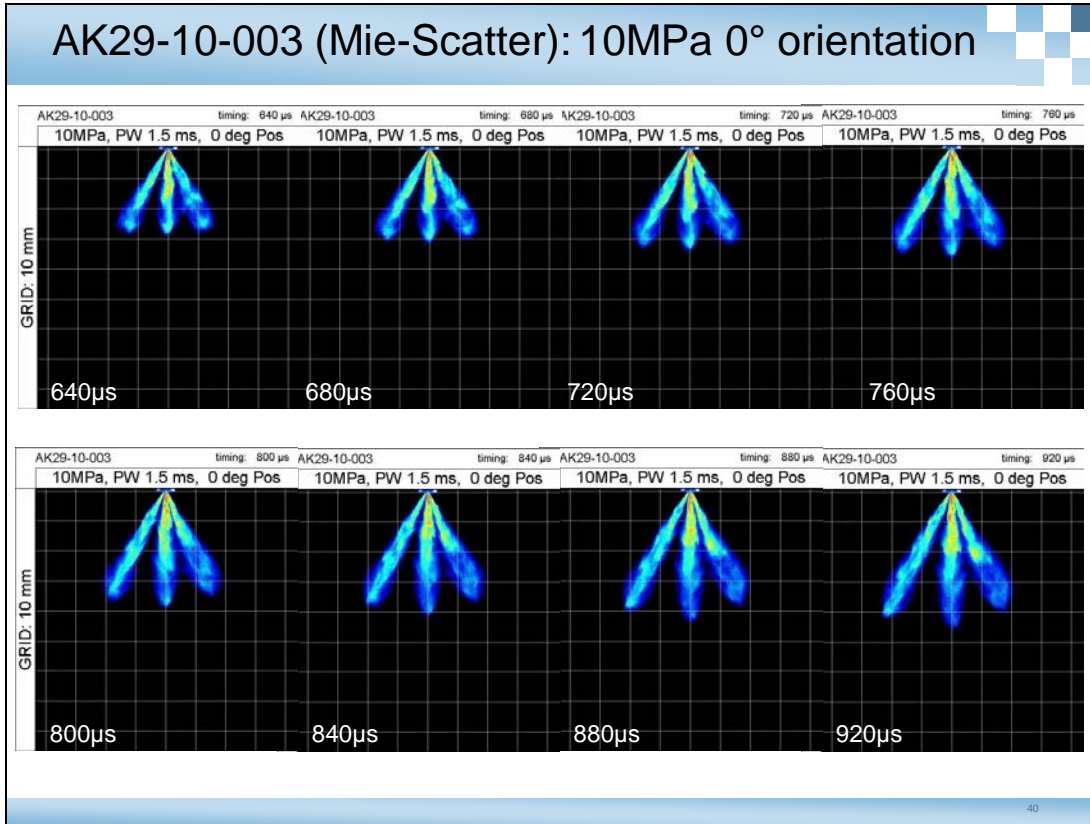 AK29-10-003 (Mie-Scatter): 10MPa 0° orientation
AK29-10-003 timing: 640 µs AK29-10-003 timing: 680 µs AK29-10-003 timing: 720 µs AK29-10-003 timing: 760 µs
10MPa, PW 1.5 ms, 0 deg Pos 10MPa, PW 1.5 ms, 0 deg Pos 10MPa, PW 1.5 ms, 0 deg Pos 10MPa, PW 1.5 ms, 0 deg Pos
GRID: 10 mm
640µs 680µs 720µs 760µs
AK29-10-003 timing: 800 µs AK29-10-003 timing: 840 µs AK29-10-003 timing: 880 µs AK29-10-003 timing: 920 µs
10MPa, PW 1.5 ms, 0 deg Pos 10MPa, PW 1.5 ms, 0 deg Pos 10MPa, PW 1.5 ms, 0 deg Pos 10MPa, PW 1.5 ms, 0 deg Pos
GRID: 10 mm
800µs 840µs 880µs 920µs
40